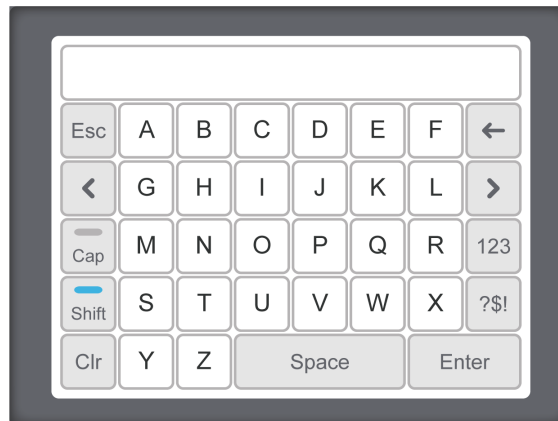 Esc A B C D E F ←
< G H I J K L >
Cap M N O P Q R 123
Shift S T U V W X ?$!
Clr Y Z Space Enter